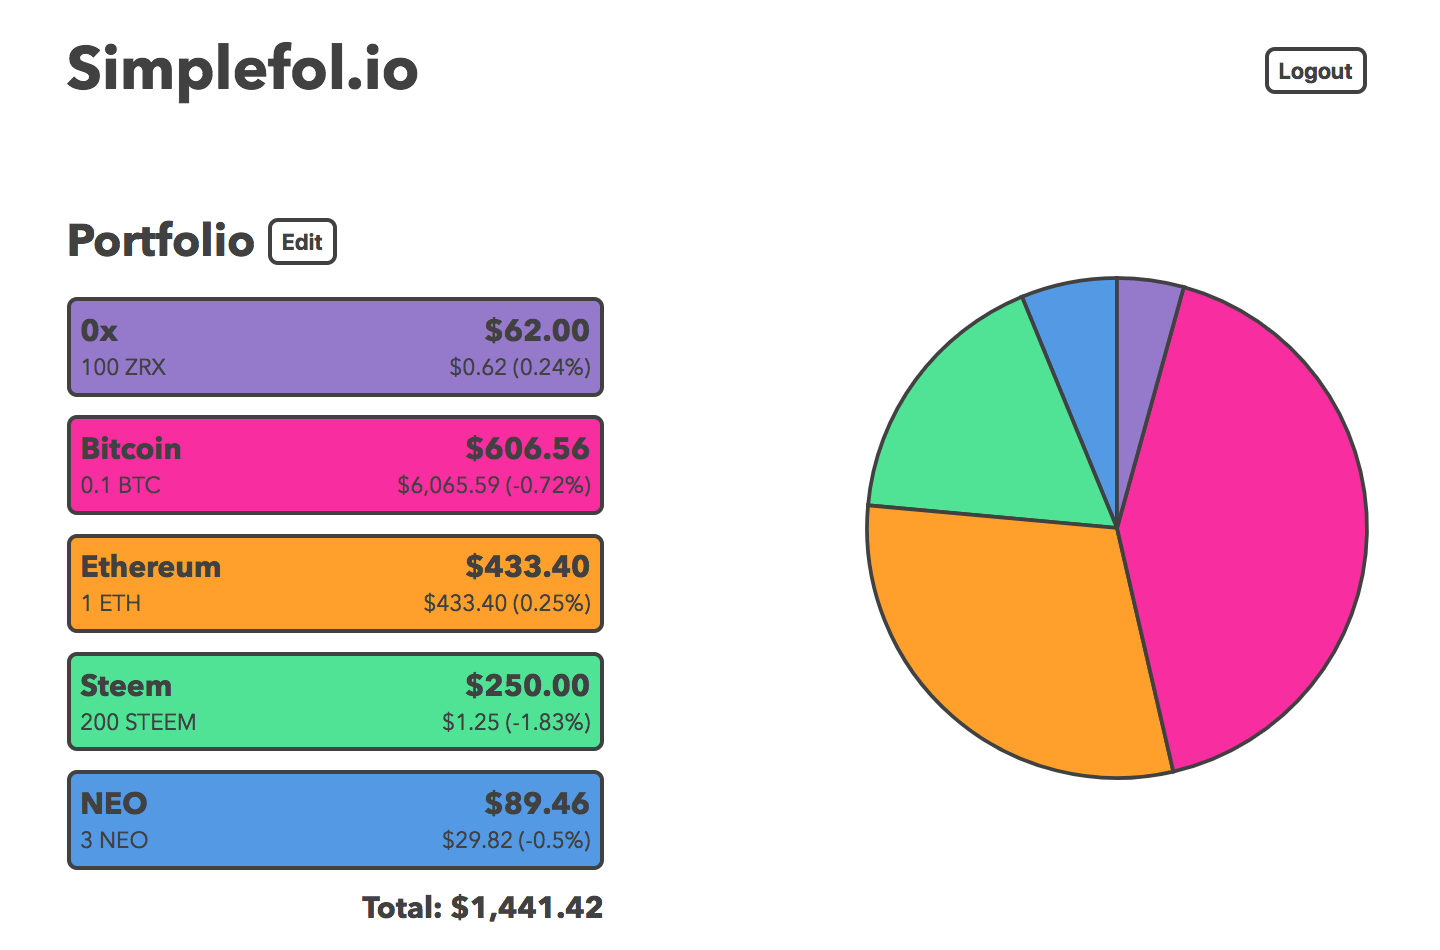 Simplefol.io
Logout
Portfolio
Edit
0x $62.00
100 ZRX $0.62 (0.24%)
Bitcoin $606.56
0.1 BTC $6,065.59 (-0.72%)
Ethereum $433.40
1 ETH $433.40 (0.25%)
Steem $250.00
200 STEEM $1.25 (-1.83%)
NEO $89.46
3 NEO $29.82 (-0.5%)
Total: $1,441.42